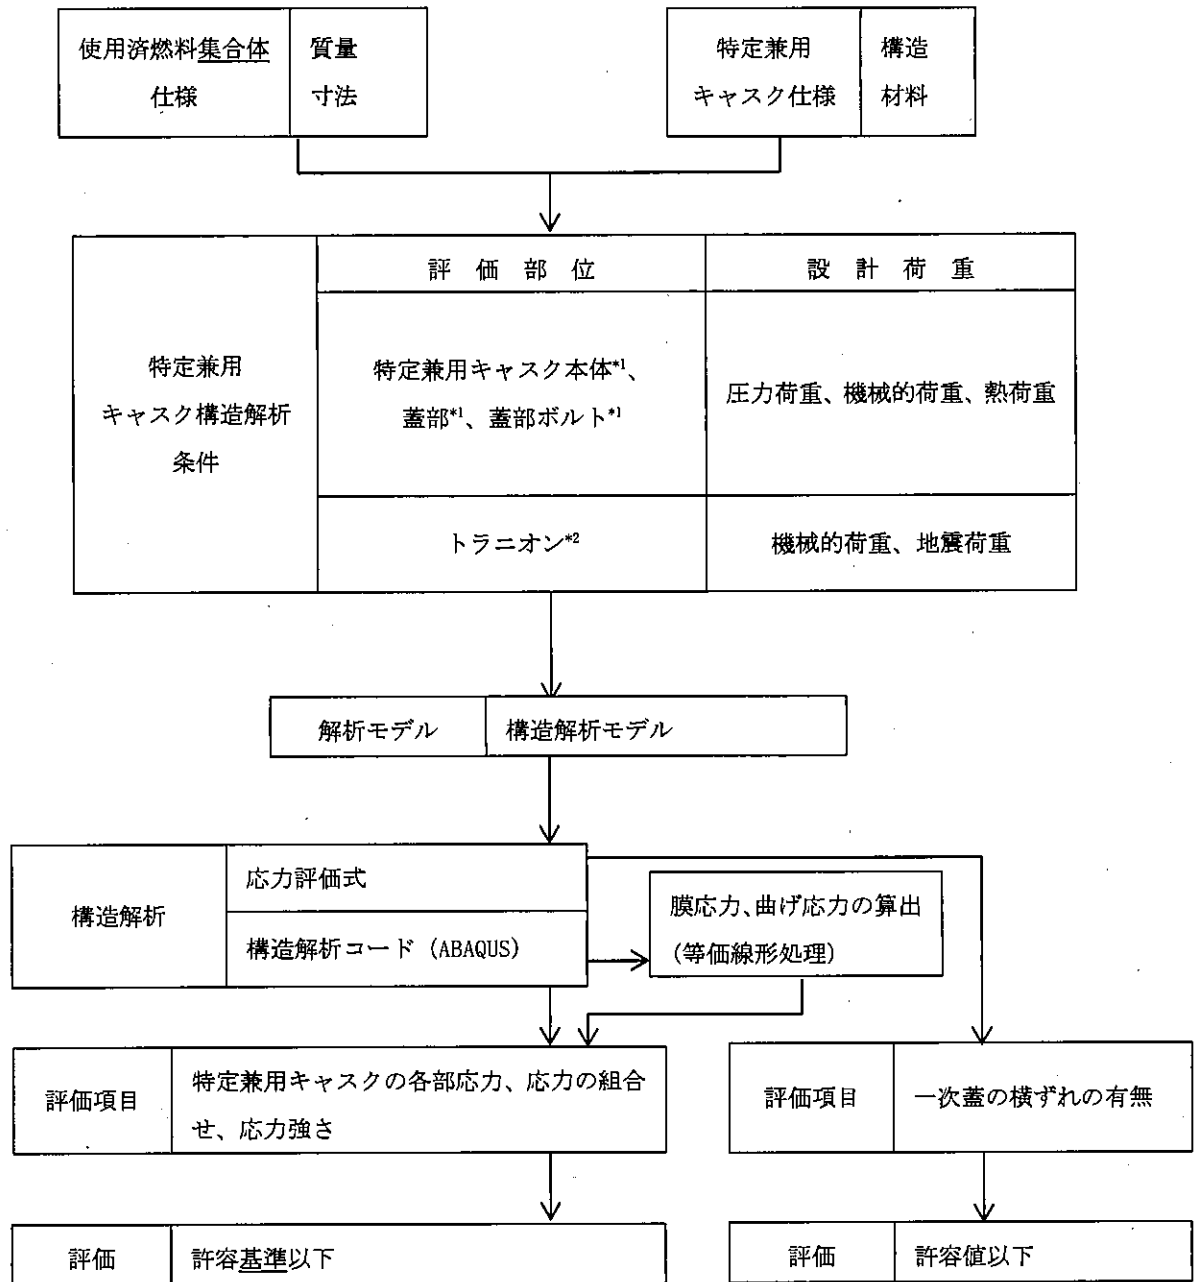 使用済燃料集合体
仕様
質量
寸法
特定兼用
キャスク仕様
構造
材料
特定兼用
キャスク構造解析
条件
評 価 部 位
設 計 荷 重
特定兼用キャスク本体*1、
蓋部*1、蓋部ボルト*1
圧力荷重、機械的荷重、熱荷重
トラニオン*2
機械的荷重、地震荷重
解析モデル
構造解析モデル
構造解析
応力評価式
構造解析コード (ABAQUS)
膜応力、曲げ応力の算出
(等価線形処理)
評価項目
特定兼用キャスクの各部応力、応力の組合
せ、応力強さ
評価項目
一次蓋の横ずれの有無
評価
許容基準以下
評価
許容値以下